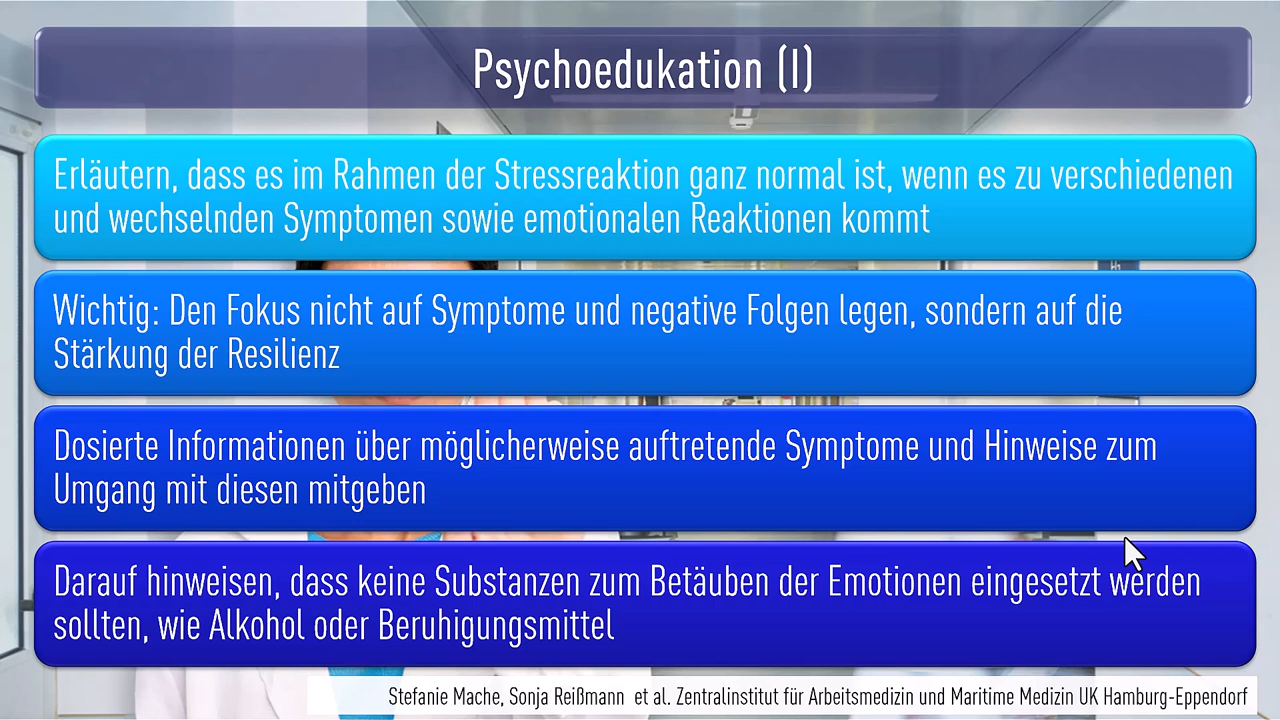 Psychoedukation (I)
Erläutern, dass es im Rahmen der Stressreaktion ganz normal ist, wenn es zu verschiedenen
und wechselnden Symptomen sowie emotionalen Reaktionen kommt
Wichtig: Den Fokus nicht auf Symptome und negative Folgen legen, sondern auf die
Stärkung der Resilienz
Dosierte Informationen über möglicherweise auftretende Symptome und Hinweise zum
Umgang mit diesen mitgeben
Darauf hinweisen, dass keine Substanzen zum Betäuben der Emotionen eingesetzt werden
sollten, wie Alkohol oder Beruhigungsmittel
Stefanie Mache, Sonja Reißmann et al. Zentralinstitut für Arbeitsmedizin und Maritime Medizin UK Hamburg-Eppendorf